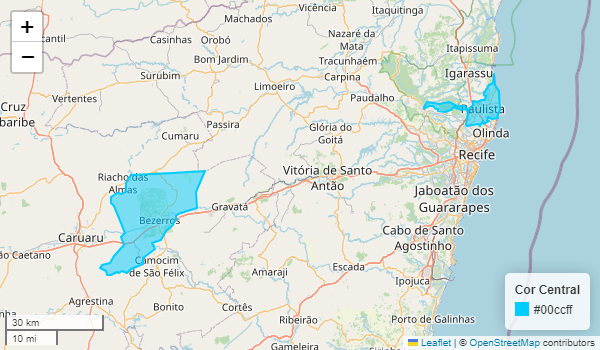 Vicência
Itaquitinga
Machados
Casinhas
Orobó
Nazaré da
Mata
Itapissuma
Bom Jardim
Tracunhaém
Igarassu
Surubim
Carpina
Limoeiro
Vertentes
Paudalho
Paulista
Cruz
baribe
Passira
Glória do
Goitá
Olinda
Cumaru
Recife
Vitória de Santo
Antão
Riacho das
Almas
Jaboatão dos
Guararapes
Gravatá
Bezerros
Caruaru
Cabo de Santo
Agostinho
ão Caetano
Camocim
de São Félix
Amaraji
Escada
Ipojuca
Agrestina
Bonito
Cortês
Ribeirão
Porto de Galinhas
Gameleira
+
−
Cor Central
#00ccff
30 km
10 mi
Leaflet | © OpenStreetMap contributors